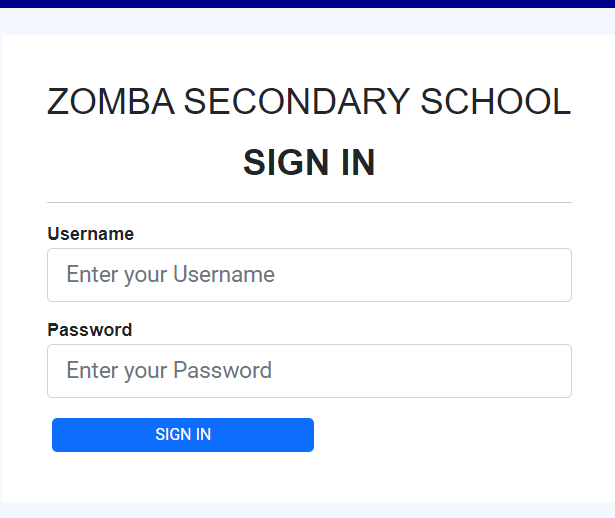 ZOMBA SECONDARY SCHOOL
SIGN IN
Username
Enter your Username
Password
Enter your Password
SIGN IN